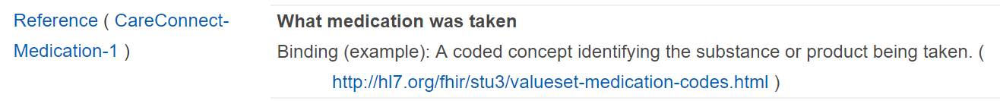 Reference ( CareConnect-
Medication-1 )
What medication was taken
Binding (example): A coded concept identifying the substance or product being taken. (
http://hl7.org/fhir/stu3/valueset-medication-codes.html )